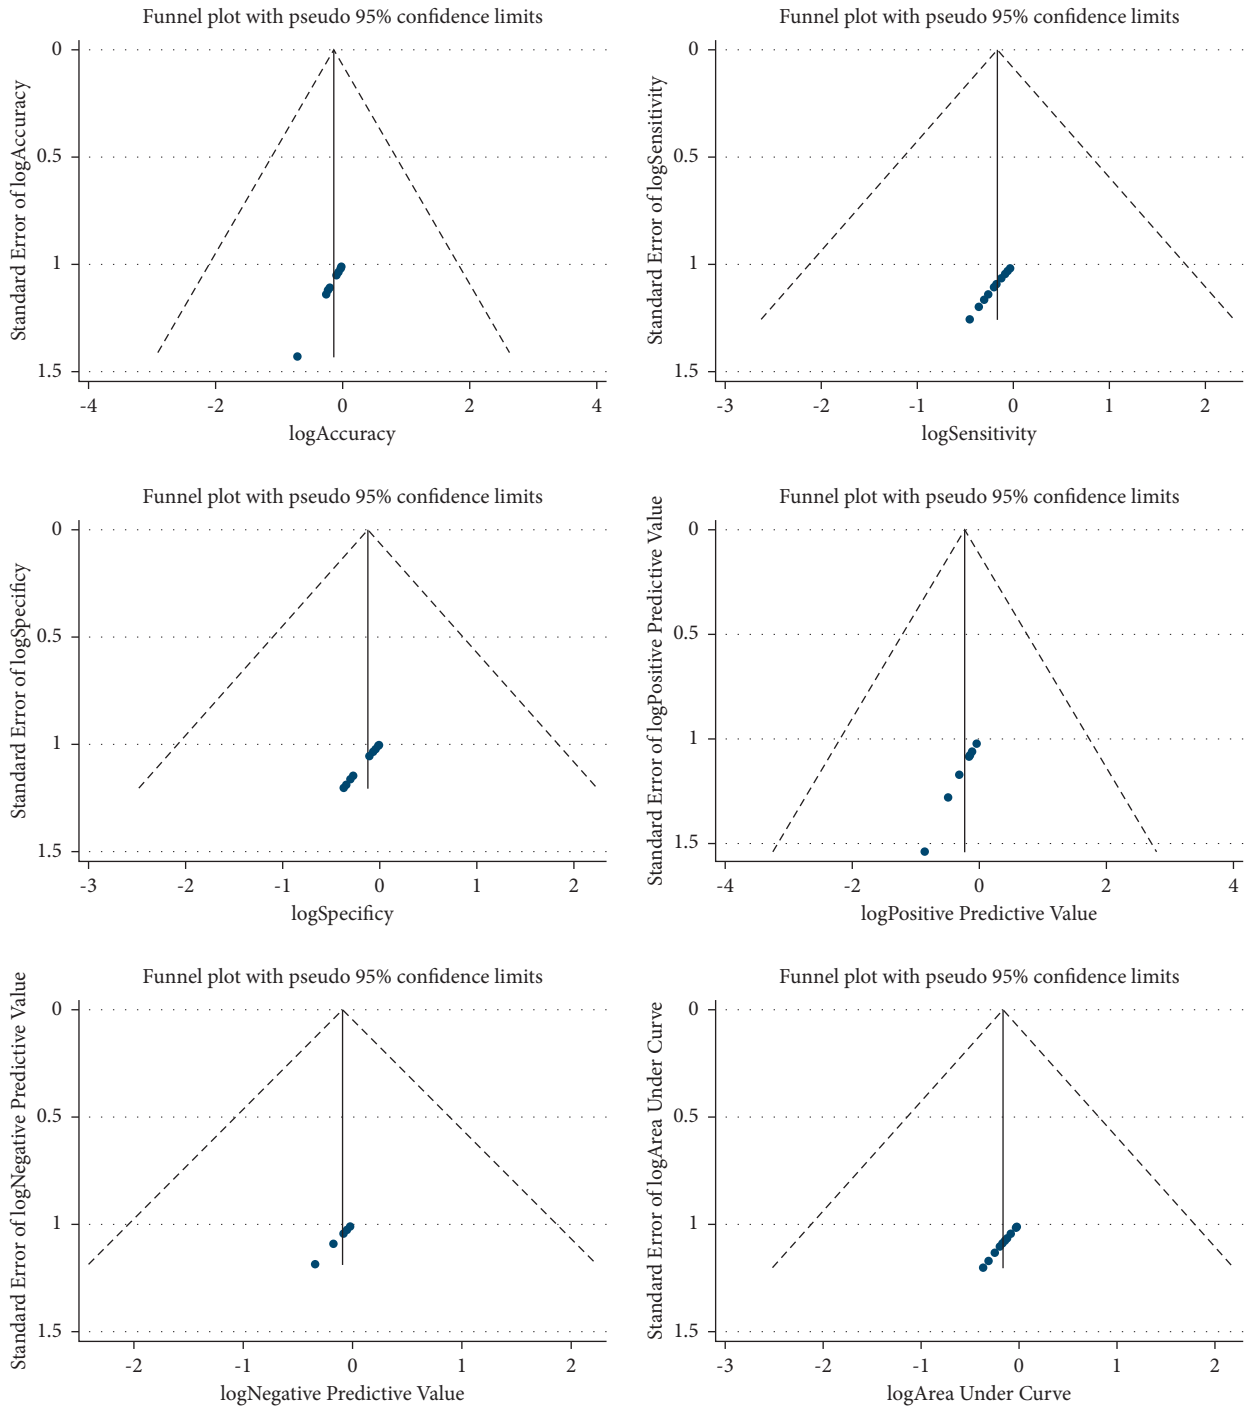 Funnel plot with pseudo 95% confidence limits
Standard Error of logAccuracy
0
0.5
1
1.5
-4 -2 0 2 4
logAccuracy
Funnel plot with pseudo 95% confidence limits
Standard Error of logSensitivity
0
0.5
1
1.5
-3 -2 -1 0 1 2
logSensitivity
Funnel plot with pseudo 95% confidence limits
Standard Error of logSpecificy
0
0.5
1
1.5
-3 -2 -1 0 1 2
logSpecificy
Funnel plot with pseudo 95% confidence limits
Standard Error of logPositive Predictive Value
0
0.5
1
1.5
-4 -2 0 2 4
logPositive Predictive Value
Funnel plot with pseudo 95% confidence limits
Standard Error of logNegative Predictive Value
0
0.5
1
1.5
-2 -1 0 1 2
logNegative Predictive Value
Funnel plot with pseudo 95% confidence limits
Standard Error of logArea Under Curve
0
0.5
1
1.5
-3 -2 -1 0 1 2
logArea Under Curve